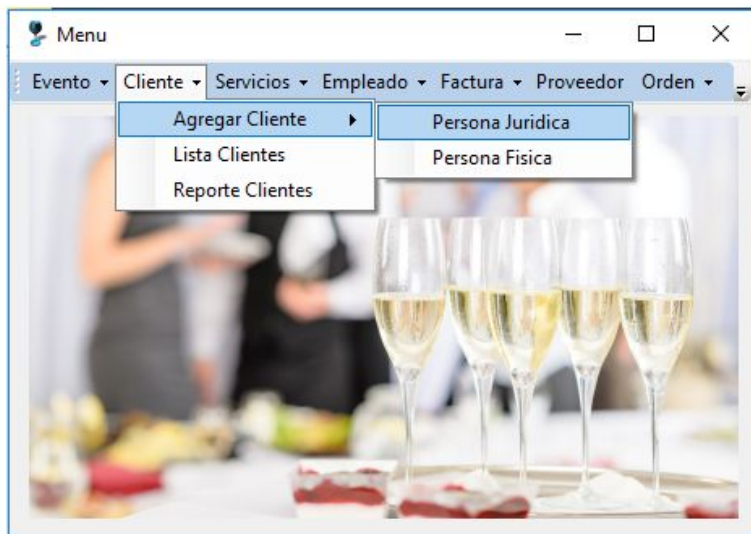 Menu
Evento Cliente Servicios Empleado Factura Proveedor Orden
Agregar Cliente
Persona Juridica
Lista Clientes
Persona Fisica
Reporte Clientes